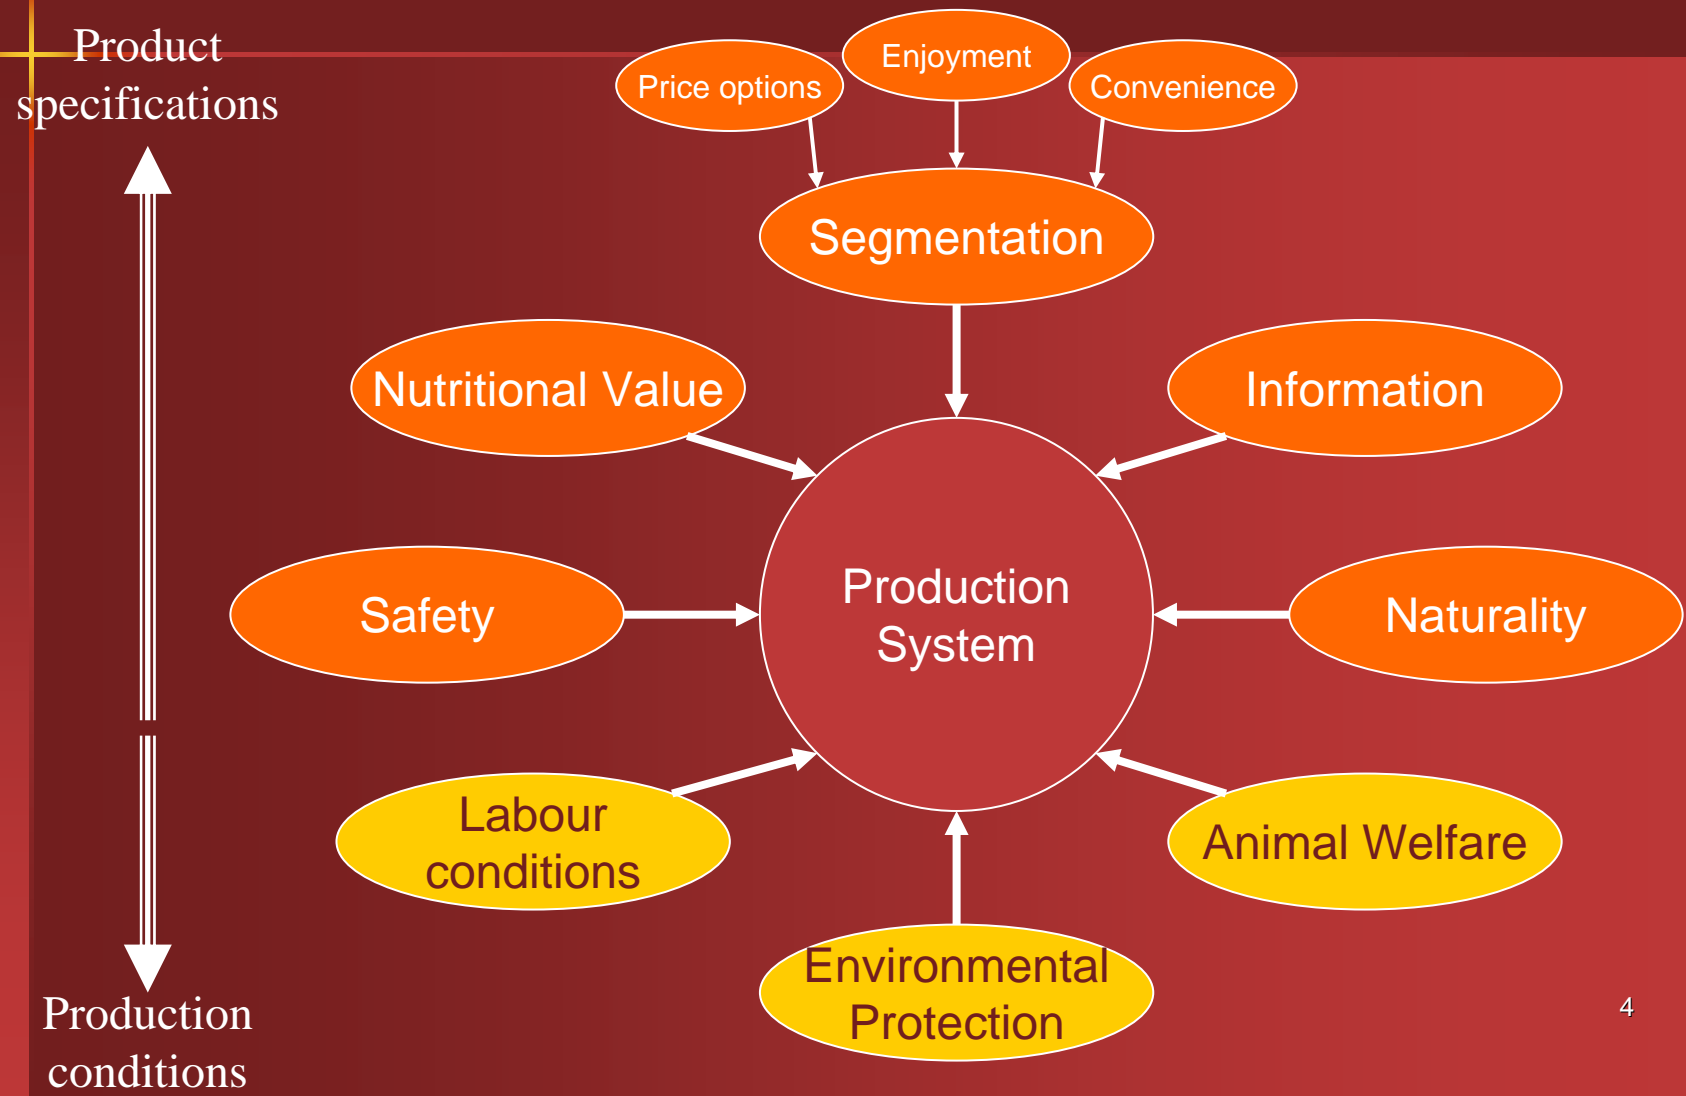 Product
specifications
Enjoyment
Price options
Convenience
Segmentation
Nutritional Value
Information
Production
System
Safety
Naturality
Labour
conditions
Animal Welfare
Environmental
Protection
Production
conditions
4